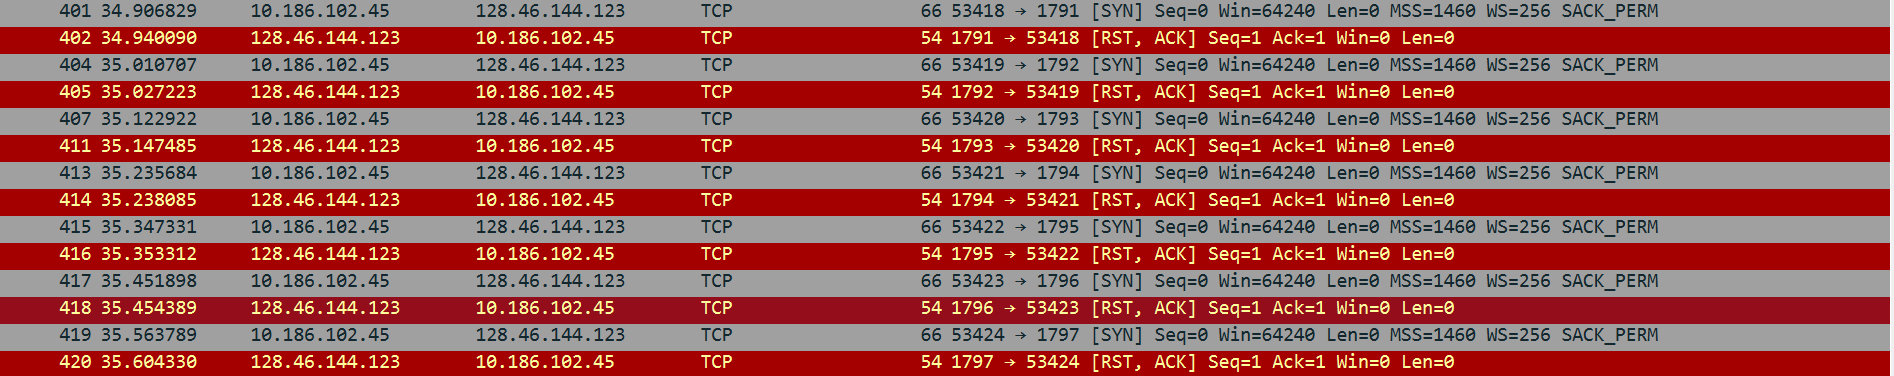 401 34.906829 10.186.102.45 128.46.144.123 TCP 66 53418 → 1791 [SYN] Seq=0 Win=64240 Len=0 MSS=1460 WS=256 SACK_PERM
402 34.940090 128.46.144.123 10.186.102.45 TCP 54 1791 → 53418 [RST, ACK] Seq=1 Ack=1 Win=0 Len=0
404 35.010707 10.186.102.45 128.46.144.123 TCP 66 53419 → 1792 [SYN] Seq=0 Win=64240 Len=0 MSS=1460 WS=256 SACK_PERM
405 35.027223 128.46.144.123 10.186.102.45 TCP 54 1792 → 53419 [RST, ACK] Seq=1 Ack=1 Win=0 Len=0
407 35.122922 10.186.102.45 128.46.144.123 TCP 66 53420 → 1793 [SYN] Seq=0 Win=64240 Len=0 MSS=1460 WS=256 SACK_PERM
411 35.147485 128.46.144.123 10.186.102.45 TCP 54 1793 → 53420 [RST, ACK] Seq=1 Ack=1 Win=0 Len=0
413 35.235684 10.186.102.45 128.46.144.123 TCP 66 53421 → 1794 [SYN] Seq=0 Win=64240 Len=0 MSS=1460 WS=256 SACK_PERM
414 35.238085 128.46.144.123 10.186.102.45 TCP 54 1794 → 53421 [RST, ACK] Seq=1 Ack=1 Win=0 Len=0
415 35.347331 10.186.102.45 128.46.144.123 TCP 66 53422 → 1795 [SYN] Seq=0 Win=64240 Len=0 MSS=1460 WS=256 SACK_PERM
416 35.353312 128.46.144.123 10.186.102.45 TCP 54 1795 → 53422 [RST, ACK] Seq=1 Ack=1 Win=0 Len=0
417 35.451898 10.186.102.45 128.46.144.123 TCP 66 53423 → 1796 [SYN] Seq=0 Win=64240 Len=0 MSS=1460 WS=256 SACK_PERM
418 35.454389 128.46.144.123 10.186.102.45 TCP 54 1796 → 53423 [RST, ACK] Seq=1 Ack=1 Win=0 Len=0
419 35.563789 10.186.102.45 128.46.144.123 TCP 66 53424 → 1797 [SYN] Seq=0 Win=64240 Len=0 MSS=1460 WS=256 SACK_PERM
420 35.604330 128.46.144.123 10.186.102.45 TCP 54 1797 → 53424 [RST, ACK] Seq=1 Ack=1 Win=0 Len=0